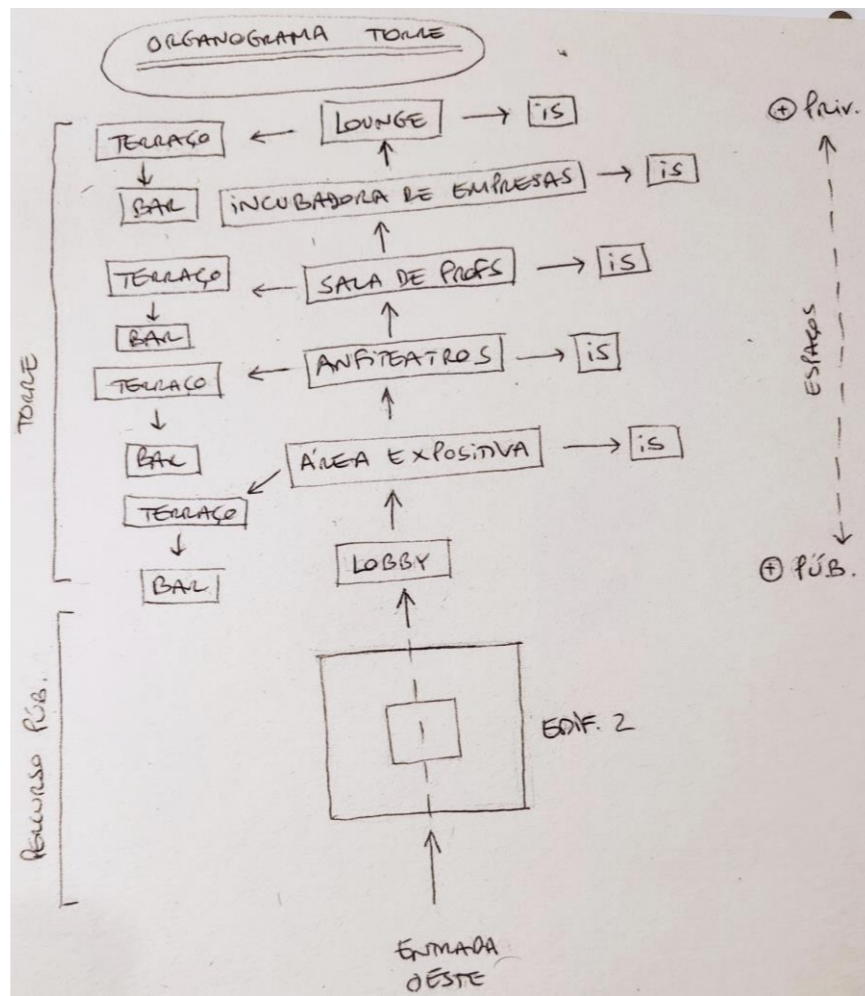 ORGANOGRAMA TORRE
TERRAÇO
LOUNGE
is
⊕ Priv.
BAR
INCUBADORA DE EMPRESAS
is
TERRAÇO
SALA DE PROFS
is
BAR
TERRAÇO
ANFITEATROS
is
ESPAÇOS
TORRE
BAR
ÁREA EXPOSITIVA
is
TERRAÇO
LOBBY
⊕ PÚB.
BAR
PERCURSO PÚB.
EDIF. 2
ENTRADA
OESTE